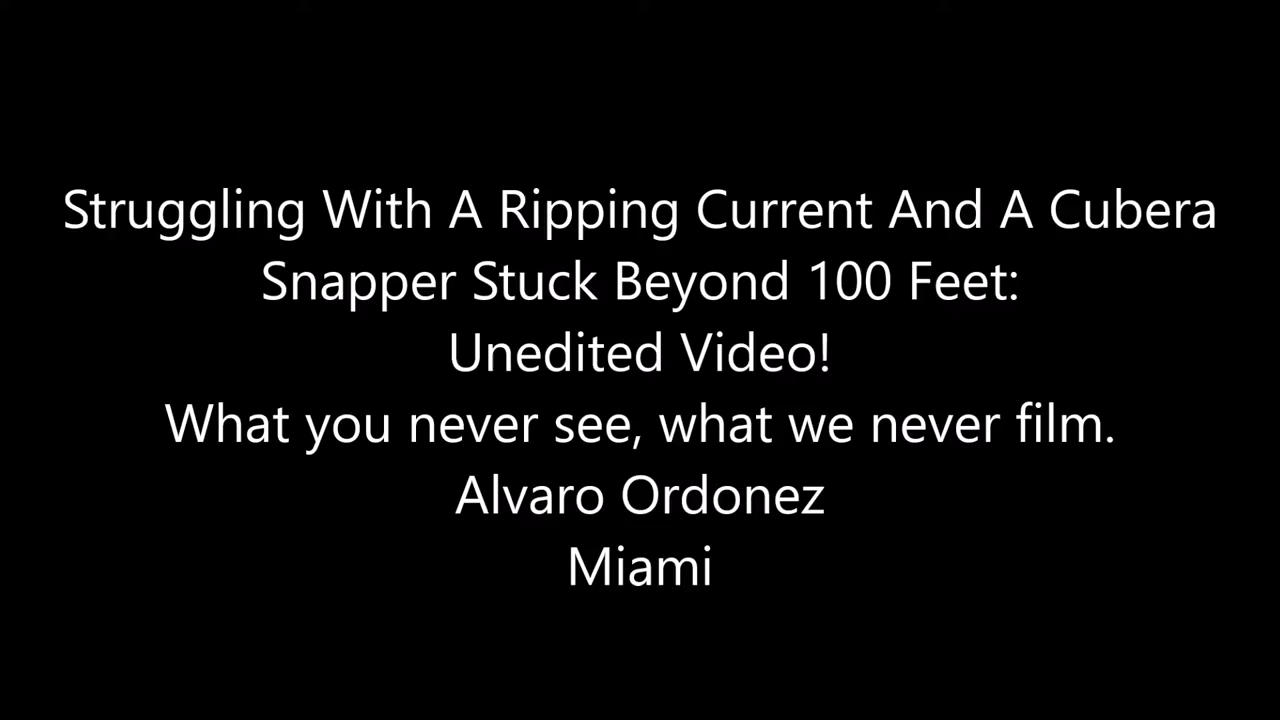 Struggling With A Ripping Current And A Cubera
Snapper Stuck Beyond 100 Feet:
Unedited Video!
What you never see, what we never film.
Alvaro Ordonez
Miami